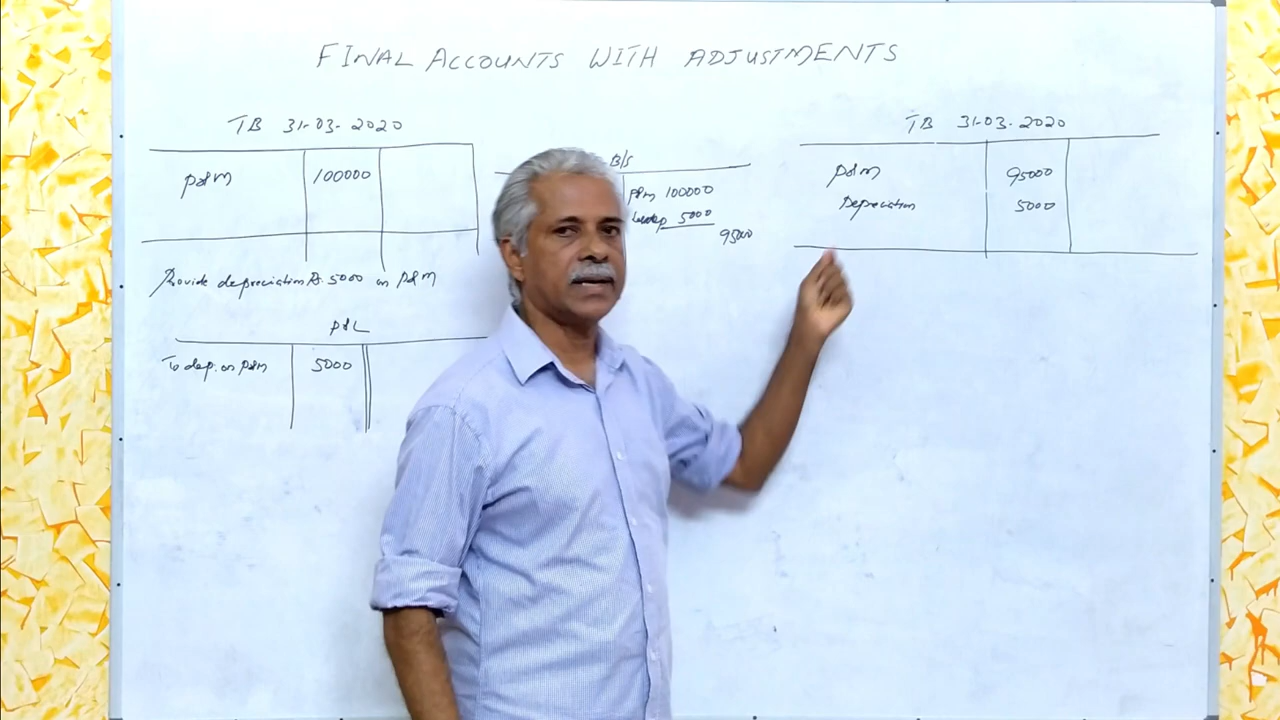 FINAL ACCOUNTS WITH ADJUSTMENTS
TB 31-03-2020
P&M 100000
Provide depreciation Rs. 5000 on P&M
P&L
To dep. on P&M 5000
B/S
P&M 100000
Less dep 5000
95000
TB 31-03-2020
P&M 95000
Depreciation 5000